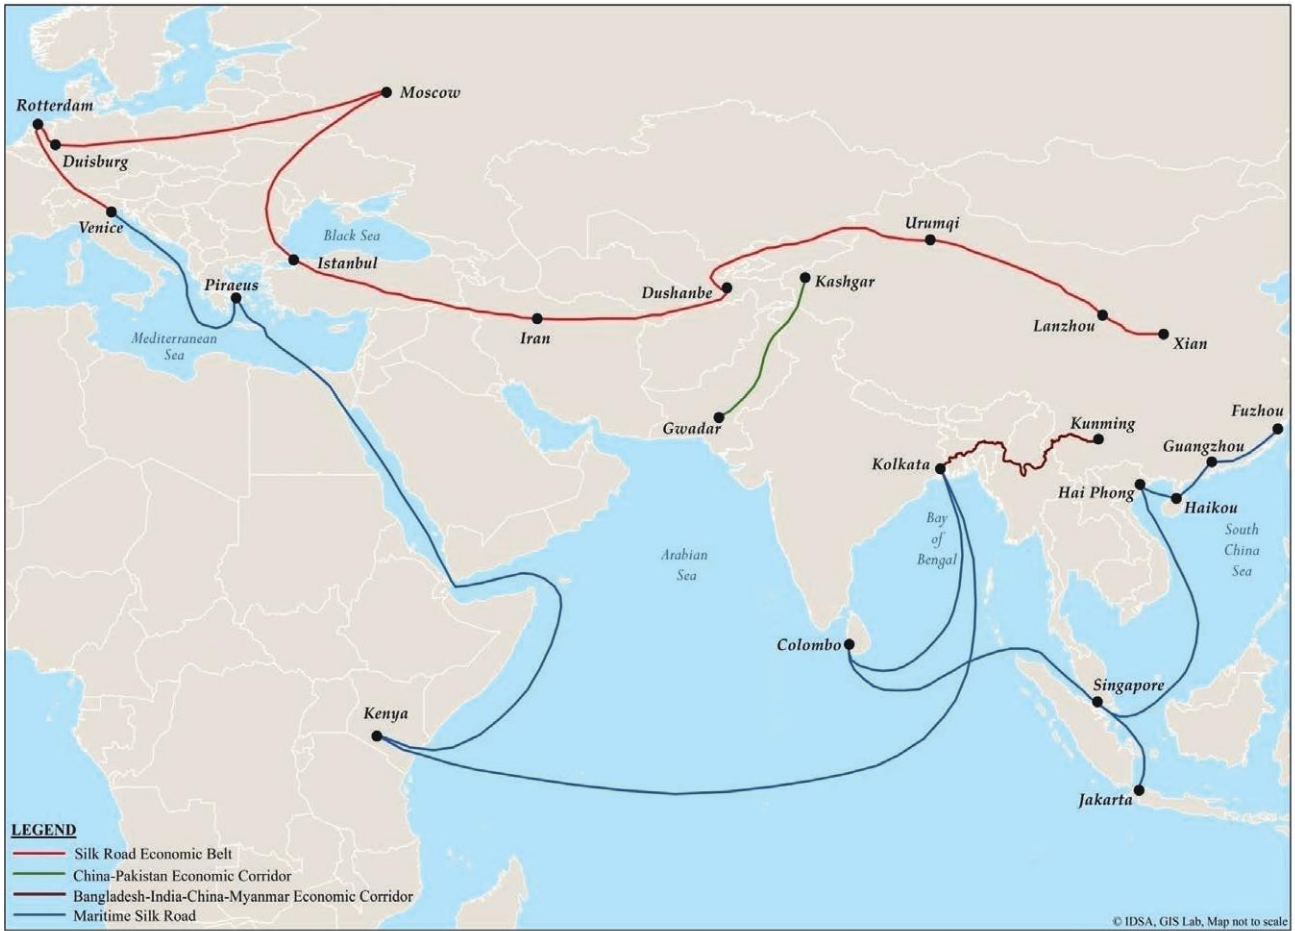 Moscow
Rotterdam
Duisburg
Venice
Black Sea
Istanbul
Piraeus
Mediterranean
Sea
Iran
Dushanbe
Urumqi
Kashgar
Lanzhou
Xian
Gwadar
Kunming
Fuzhou
Guangzhou
Kolkata
Hai Phong
Haikou
Bay
of
Bengal
South
China
Sea
Arabian
Sea
Colombo
Singapore
Kenya
Jakarta
LEGEND
Silk Road Economic Belt
China-Pakistan Economic Corridor
Bangladesh-India-China-Myanmar Economic Corridor
Maritime Silk Road
© IDSA, GIS Lab, Map not to scale